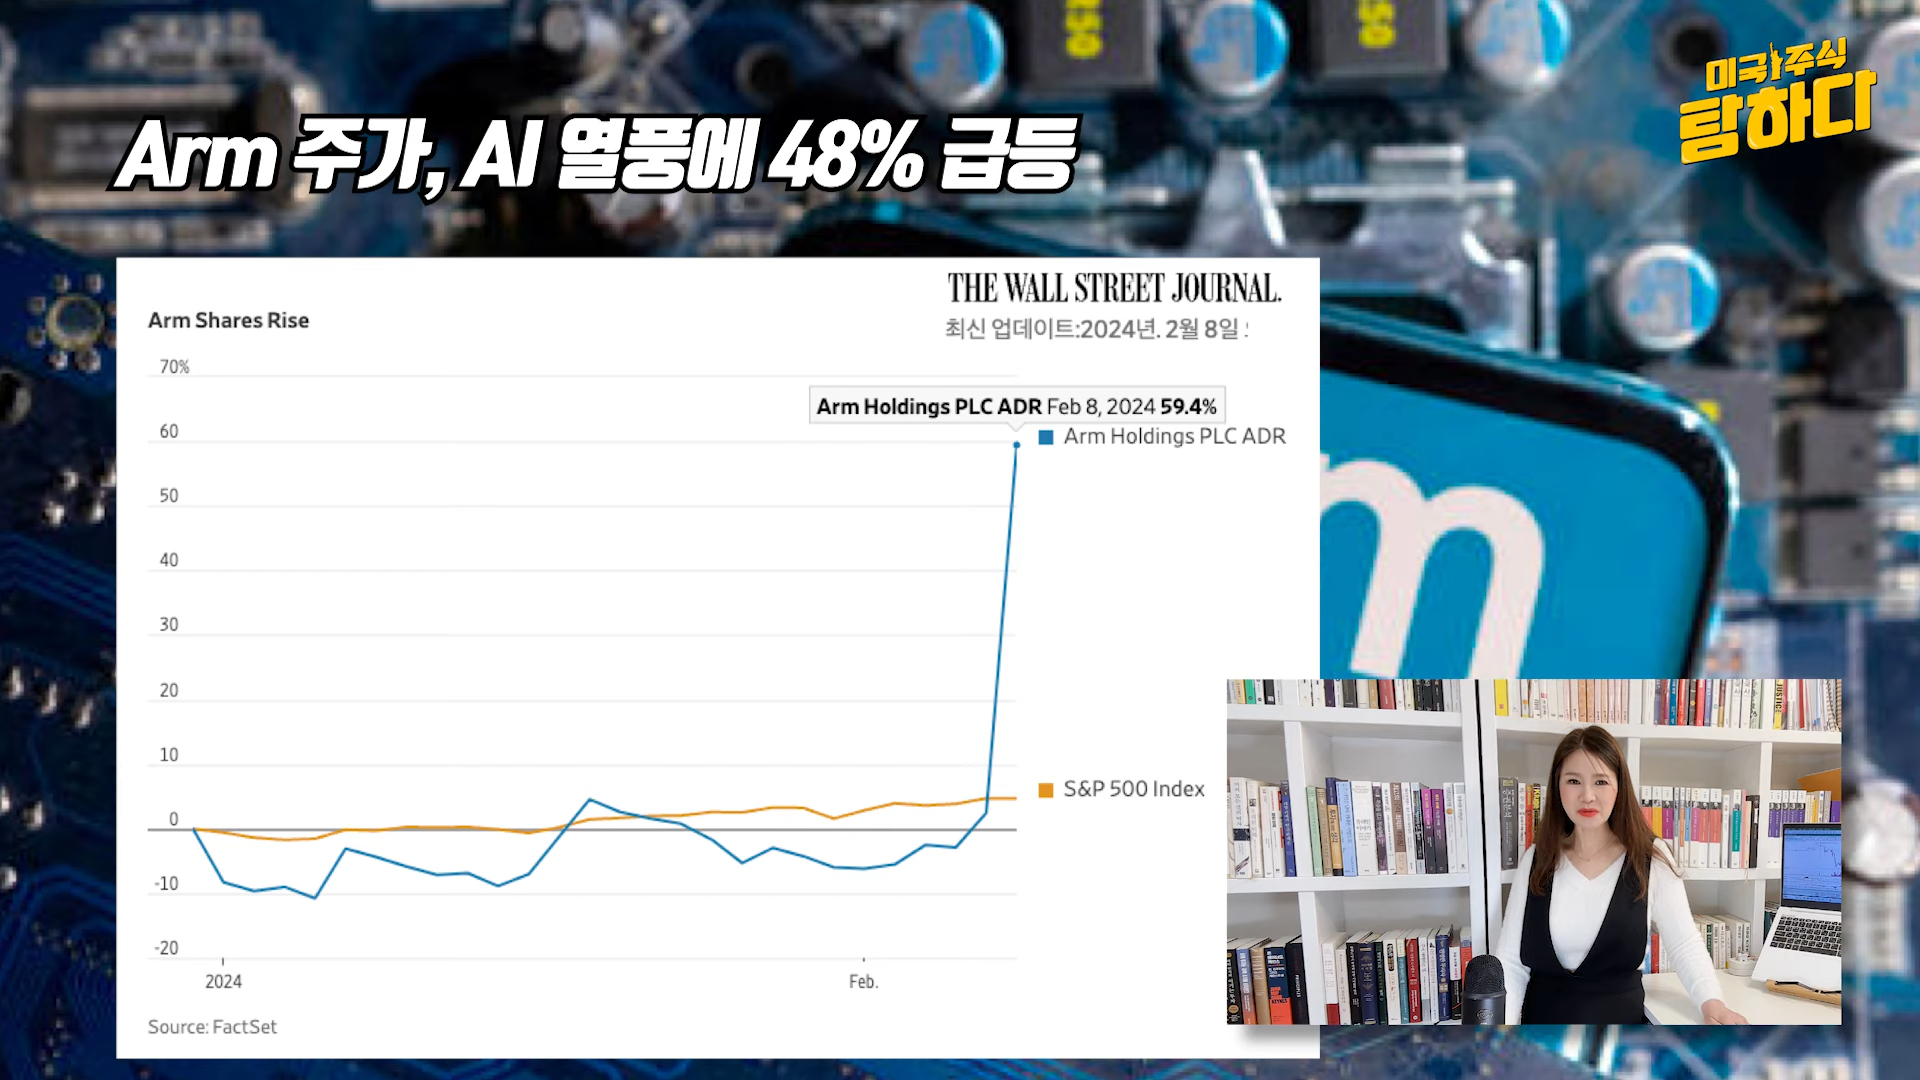 Arm 주가, AI 열풍에 48% 급등
미국 주식
탐하다
THE WALL STREET JOURNAL.
최신 업데이트:2024년. 2월 8일
Arm Shares Rise
70%
Arm Holdings PLC ADR Feb 8, 2024 59.4%
60
Arm Holdings PLC ADR
50
40
30
20
10
S&P 500 Index
0
-10
-20
2024
Feb.
Source: FactSet
50
50
m
JUSTICE